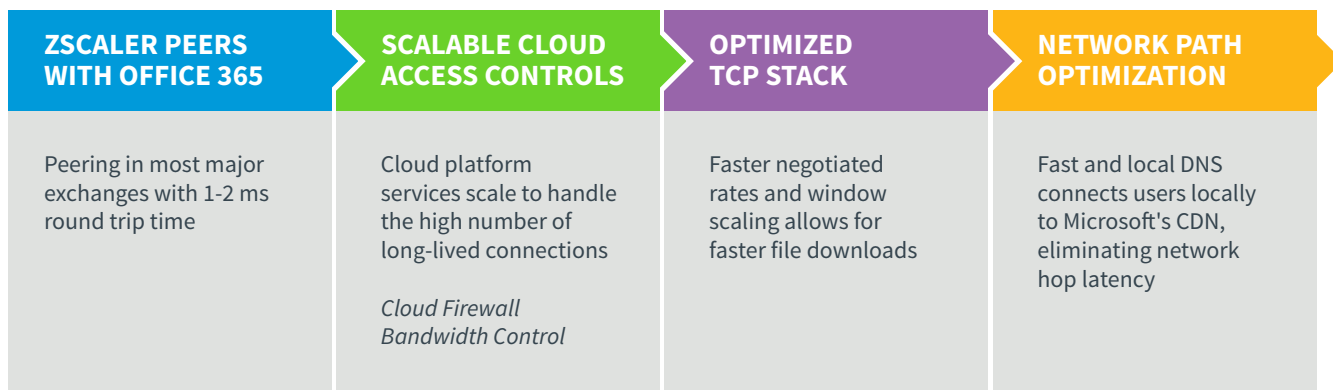 ZSCALER PEERS
WITH OFFICE 365
Peering in most major
exchanges with 1-2 ms
round trip time
SCALABLE CLOUD
ACCESS CONTROLS
Cloud platform
services scale to handle
the high number of
long-lived connections
Cloud Firewall
Bandwidth Control
OPTIMIZED
TCP STACK
Faster negotiated
rates and window
scaling allows for
faster file downloads
NETWORK PATH
OPTIMIZATION
Fast and local DNS
connects users locally
to Microsoft's CDN,
eliminating network
hop latency